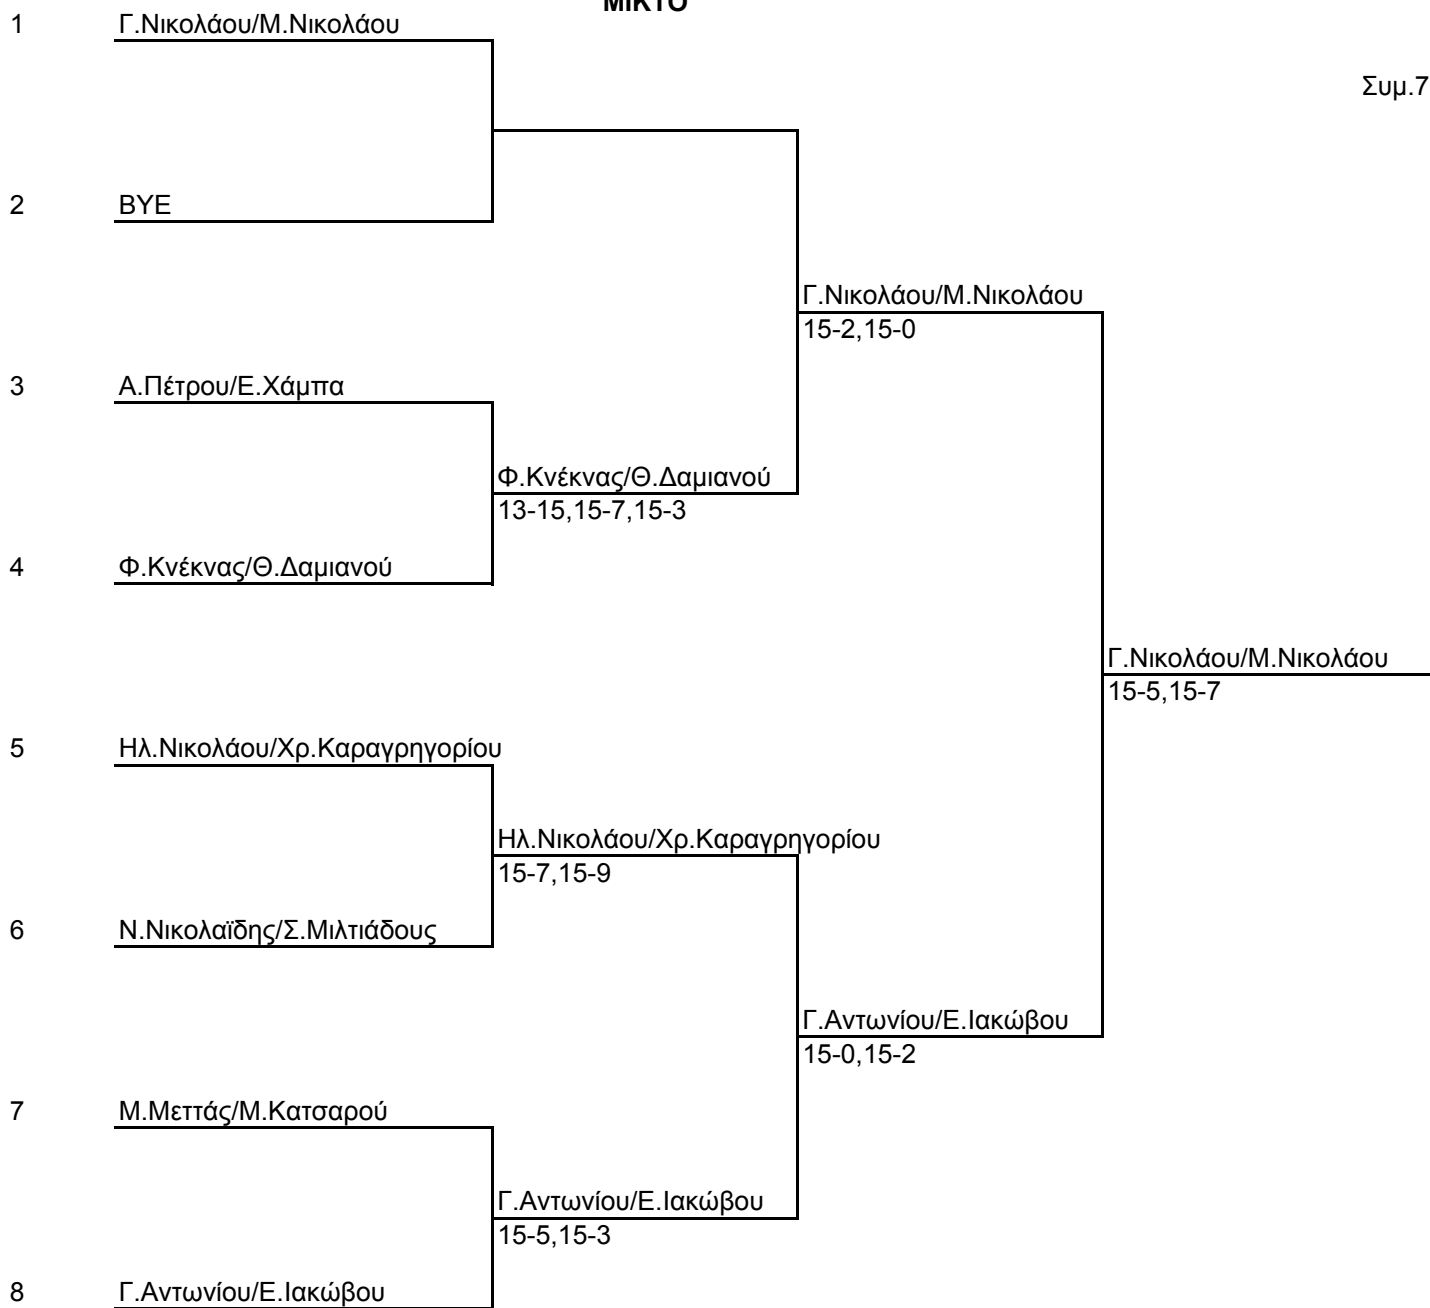 ΜΙΚΤΟ
1 Γ.Νικολάου/Μ.Νικολάου
Συμ.7
2 BYE
Γ.Νικολάου/Μ.Νικολάου
15-2,15-0
3 Α.Πέτρου/Ε.Χάμπα
Φ.Κνέκνας/Θ.Δαμιανού
13-15,15-7,15-3
4 Φ.Κνέκνας/Θ.Δαμιανού
Γ.Νικολάου/Μ.Νικολάου
15-5,15-7
5 Ηλ.Νικολάου/Χρ.Καραγρηγορίου
Ηλ.Νικολάου/Χρ.Καραγρηγορίου
15-7,15-9
6 Ν.Νικολαϊδης/Σ.Μιλτιάδους
Γ.Αντωνίου/Ε.Ιακώβου
15-0,15-2
7 Μ.Μεττάς/Μ.Κατσαρού
Γ.Αντωνίου/Ε.Ιακώβου
15-5,15-3
8 Γ.Αντωνίου/Ε.Ιακώβου